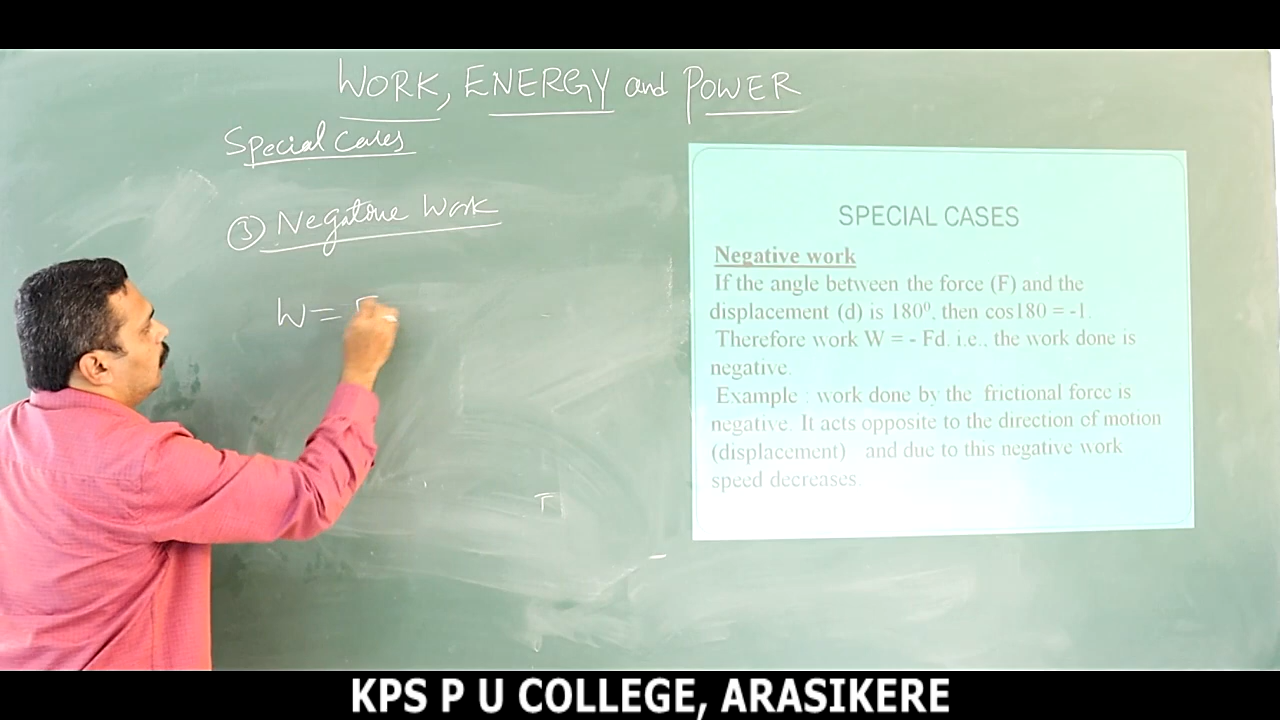 WORK, ENERGY and POWER
Special Cases
③ Negative Work
W = F
F
SPECIAL CASES
Negative work
If the angle between the force (F) and the
displacement (d) is 180⁰, then cos180 = -1.
Therefore work W = - Fd. i.e., the work done is
negative.
Example : work done by the frictional force is
negative. It acts opposite to the direction of motion
(displacement) and due to this negative work
speed decreases.
KPS P U COLLEGE, ARASIKERE